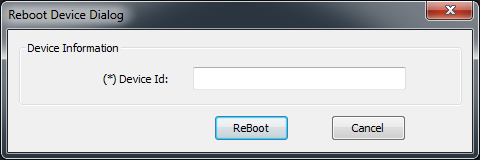 Reboot Device Dialog
Device Information
(*) Device Id:
ReBoot
Cancel